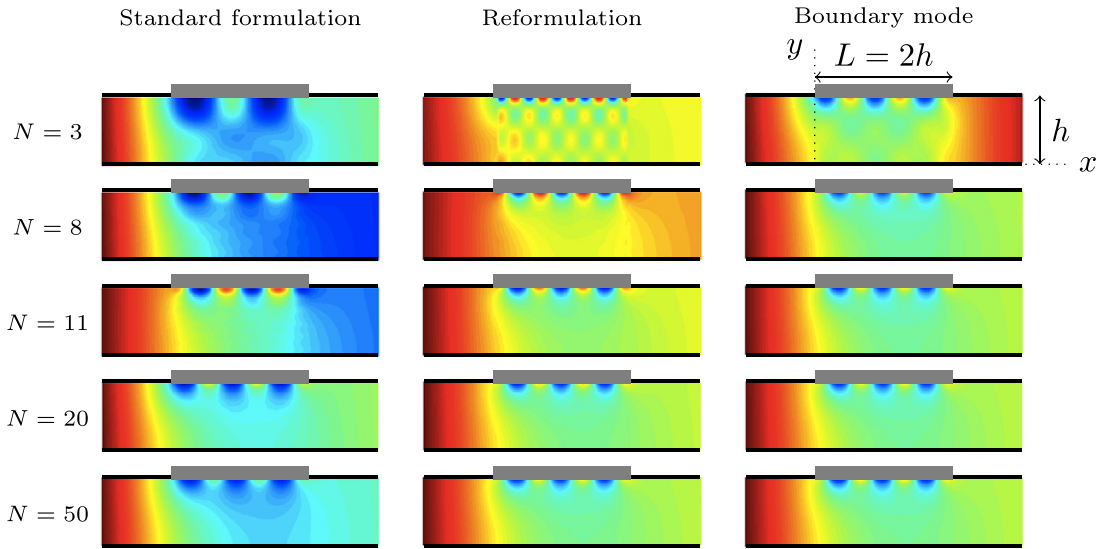 Standard formulation
Reformulation
Boundary mode
y
L = 2h
N = 3
h
x
N = 8
N = 11
N = 20
N = 50